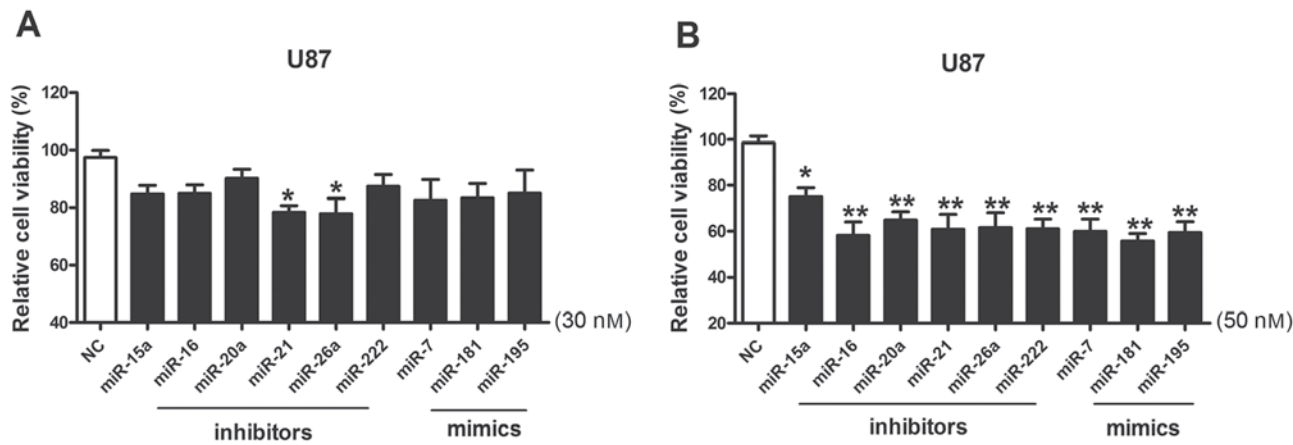 A
U87
Relative cell viability (%)
120
100
80
60
40
* *
NC miR-15a miR-16 miR-20a miR-21 miR-26a miR-222 miR-7 miR-181 miR-195
(30 nM)
inhibitors mimics
B
U87
Relative cell viability (%)
120
100
80
60
40
20
* ** ** ** ** ** ** ** **
NC miR-15a miR-16 miR-20a miR-21 miR-26a miR-222 miR-7 miR-181 miR-195
(50 nM)
inhibitors mimics